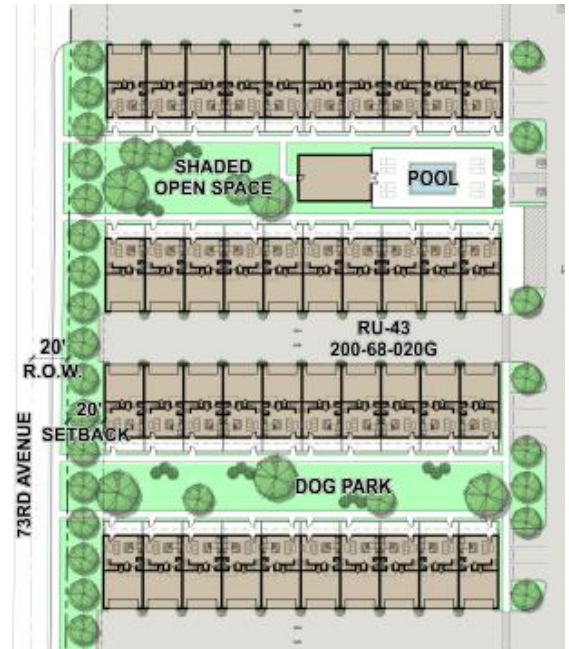 SHADED
OPEN SPACE
POOL
RU-43
200-68-020G
20'
R.O.W.
20'
SETBACK
73RD AVENUE
DOG PARK